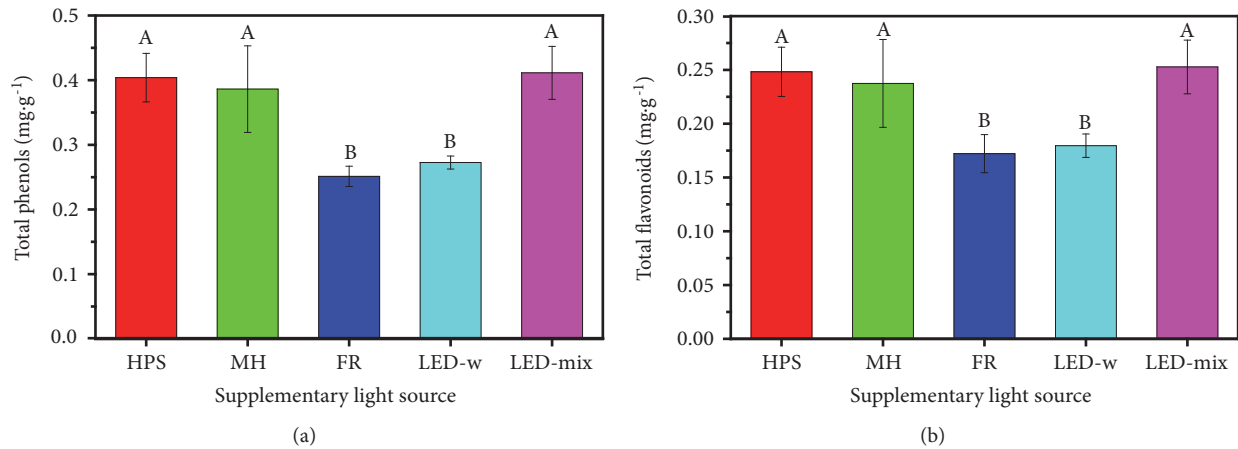 Total phenols (mg·g⁻¹)
0.5
0.4
0.3
0.2
0.1
0.0
A
A
B
B
A
HPS
MH
FR
LED-w
LED-mix
Supplementary light source
(a)
Total flavonoids (mg·g⁻¹)
0.30
0.25
0.20
0.15
0.10
0.05
0.00
A
A
B
B
A
HPS
MH
FR
LED-w
LED-mix
Supplementary light source
(b)